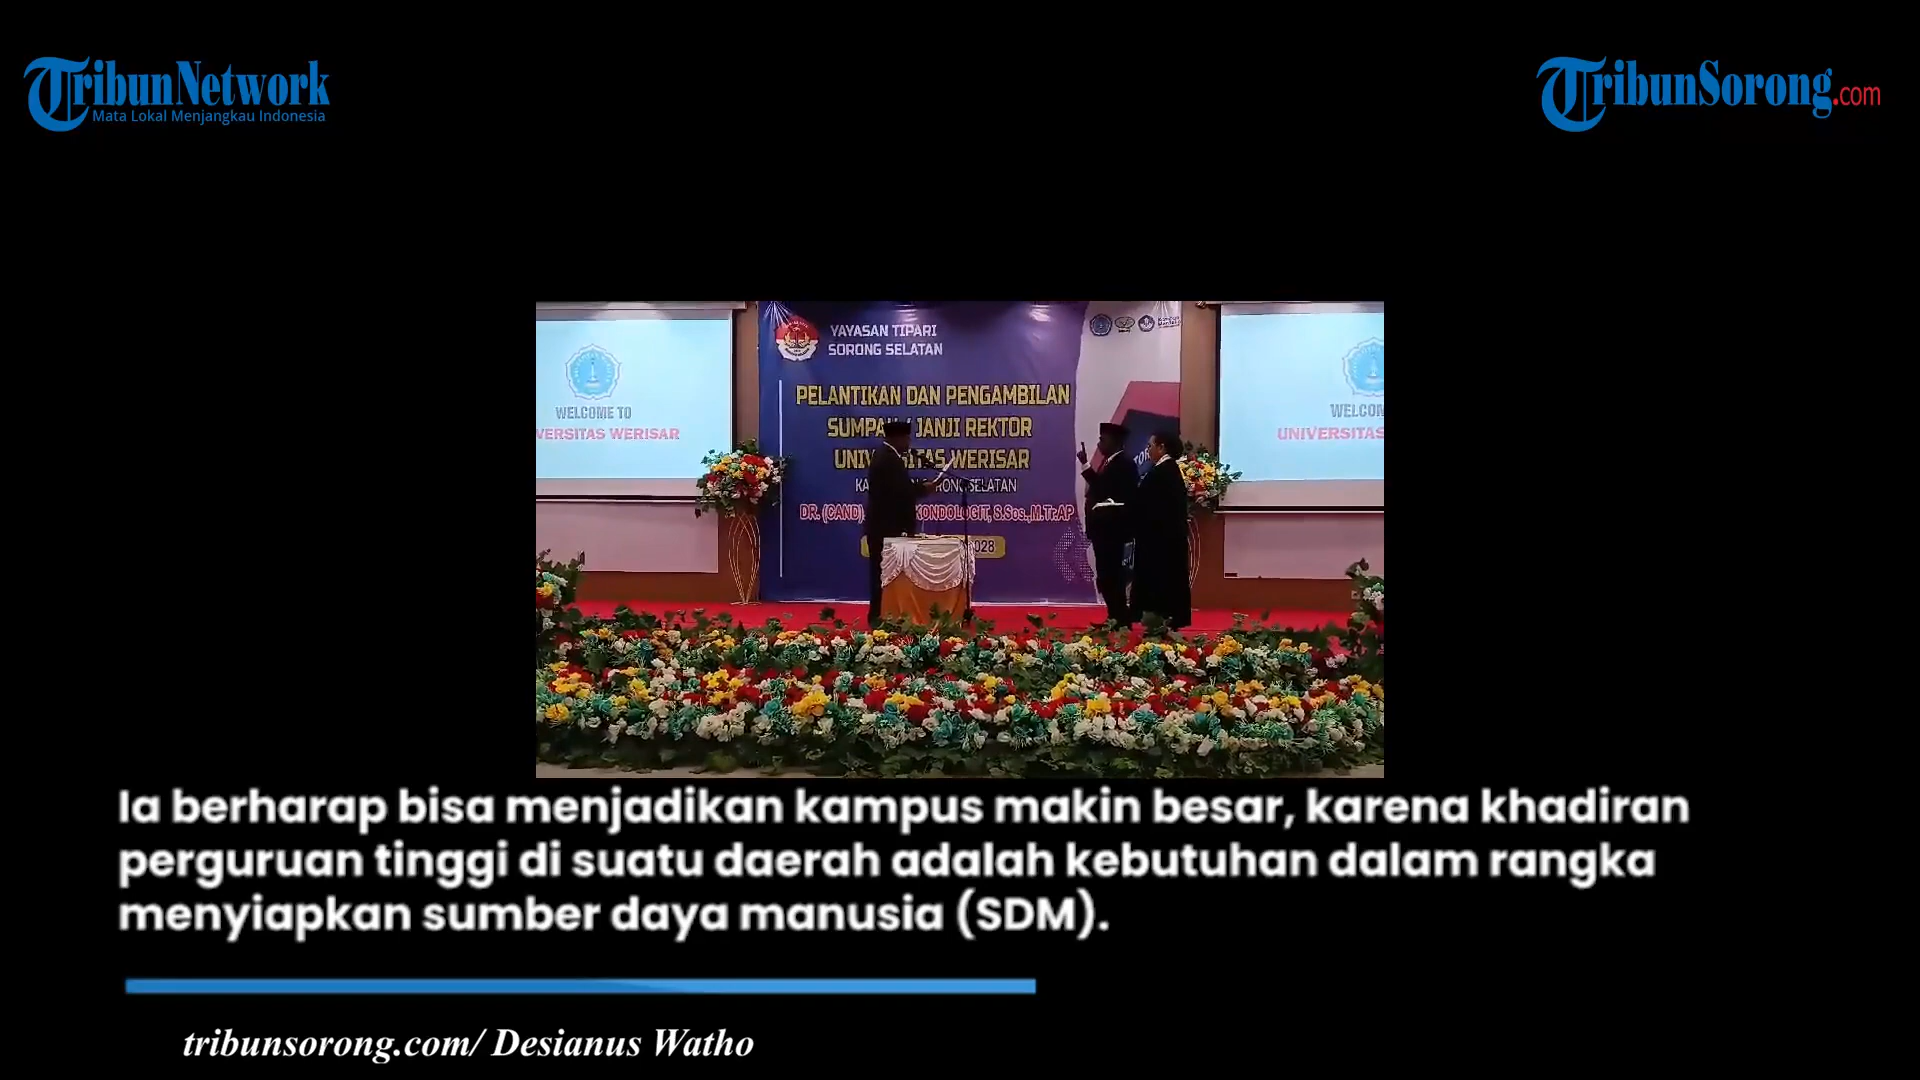 TribunNetwork
Mata Lokal Menjangkau Indonesia
TribunSorong.com
YAYASAN TIPARI
SORONG SELATAN
PELANTIKAN DAN PENGAMBILAN
JANJI REKTOR
WERISAR
SELATAN
DR. (CAND) KONDOLOGIT, S.Sos.,M.Tr.AP
WELCOME TO
VERSITAS WERISAR
WELCOM
UNIVERSITAS
Ia berharap bisa menjadikan kampus makin besar, karena khadiran
perguruan tinggi di suatu daerah adalah kebutuhan dalam rangka
menyiapkan sumber daya manusia (SDM).
tribunsorong.com/ Desianus Watho